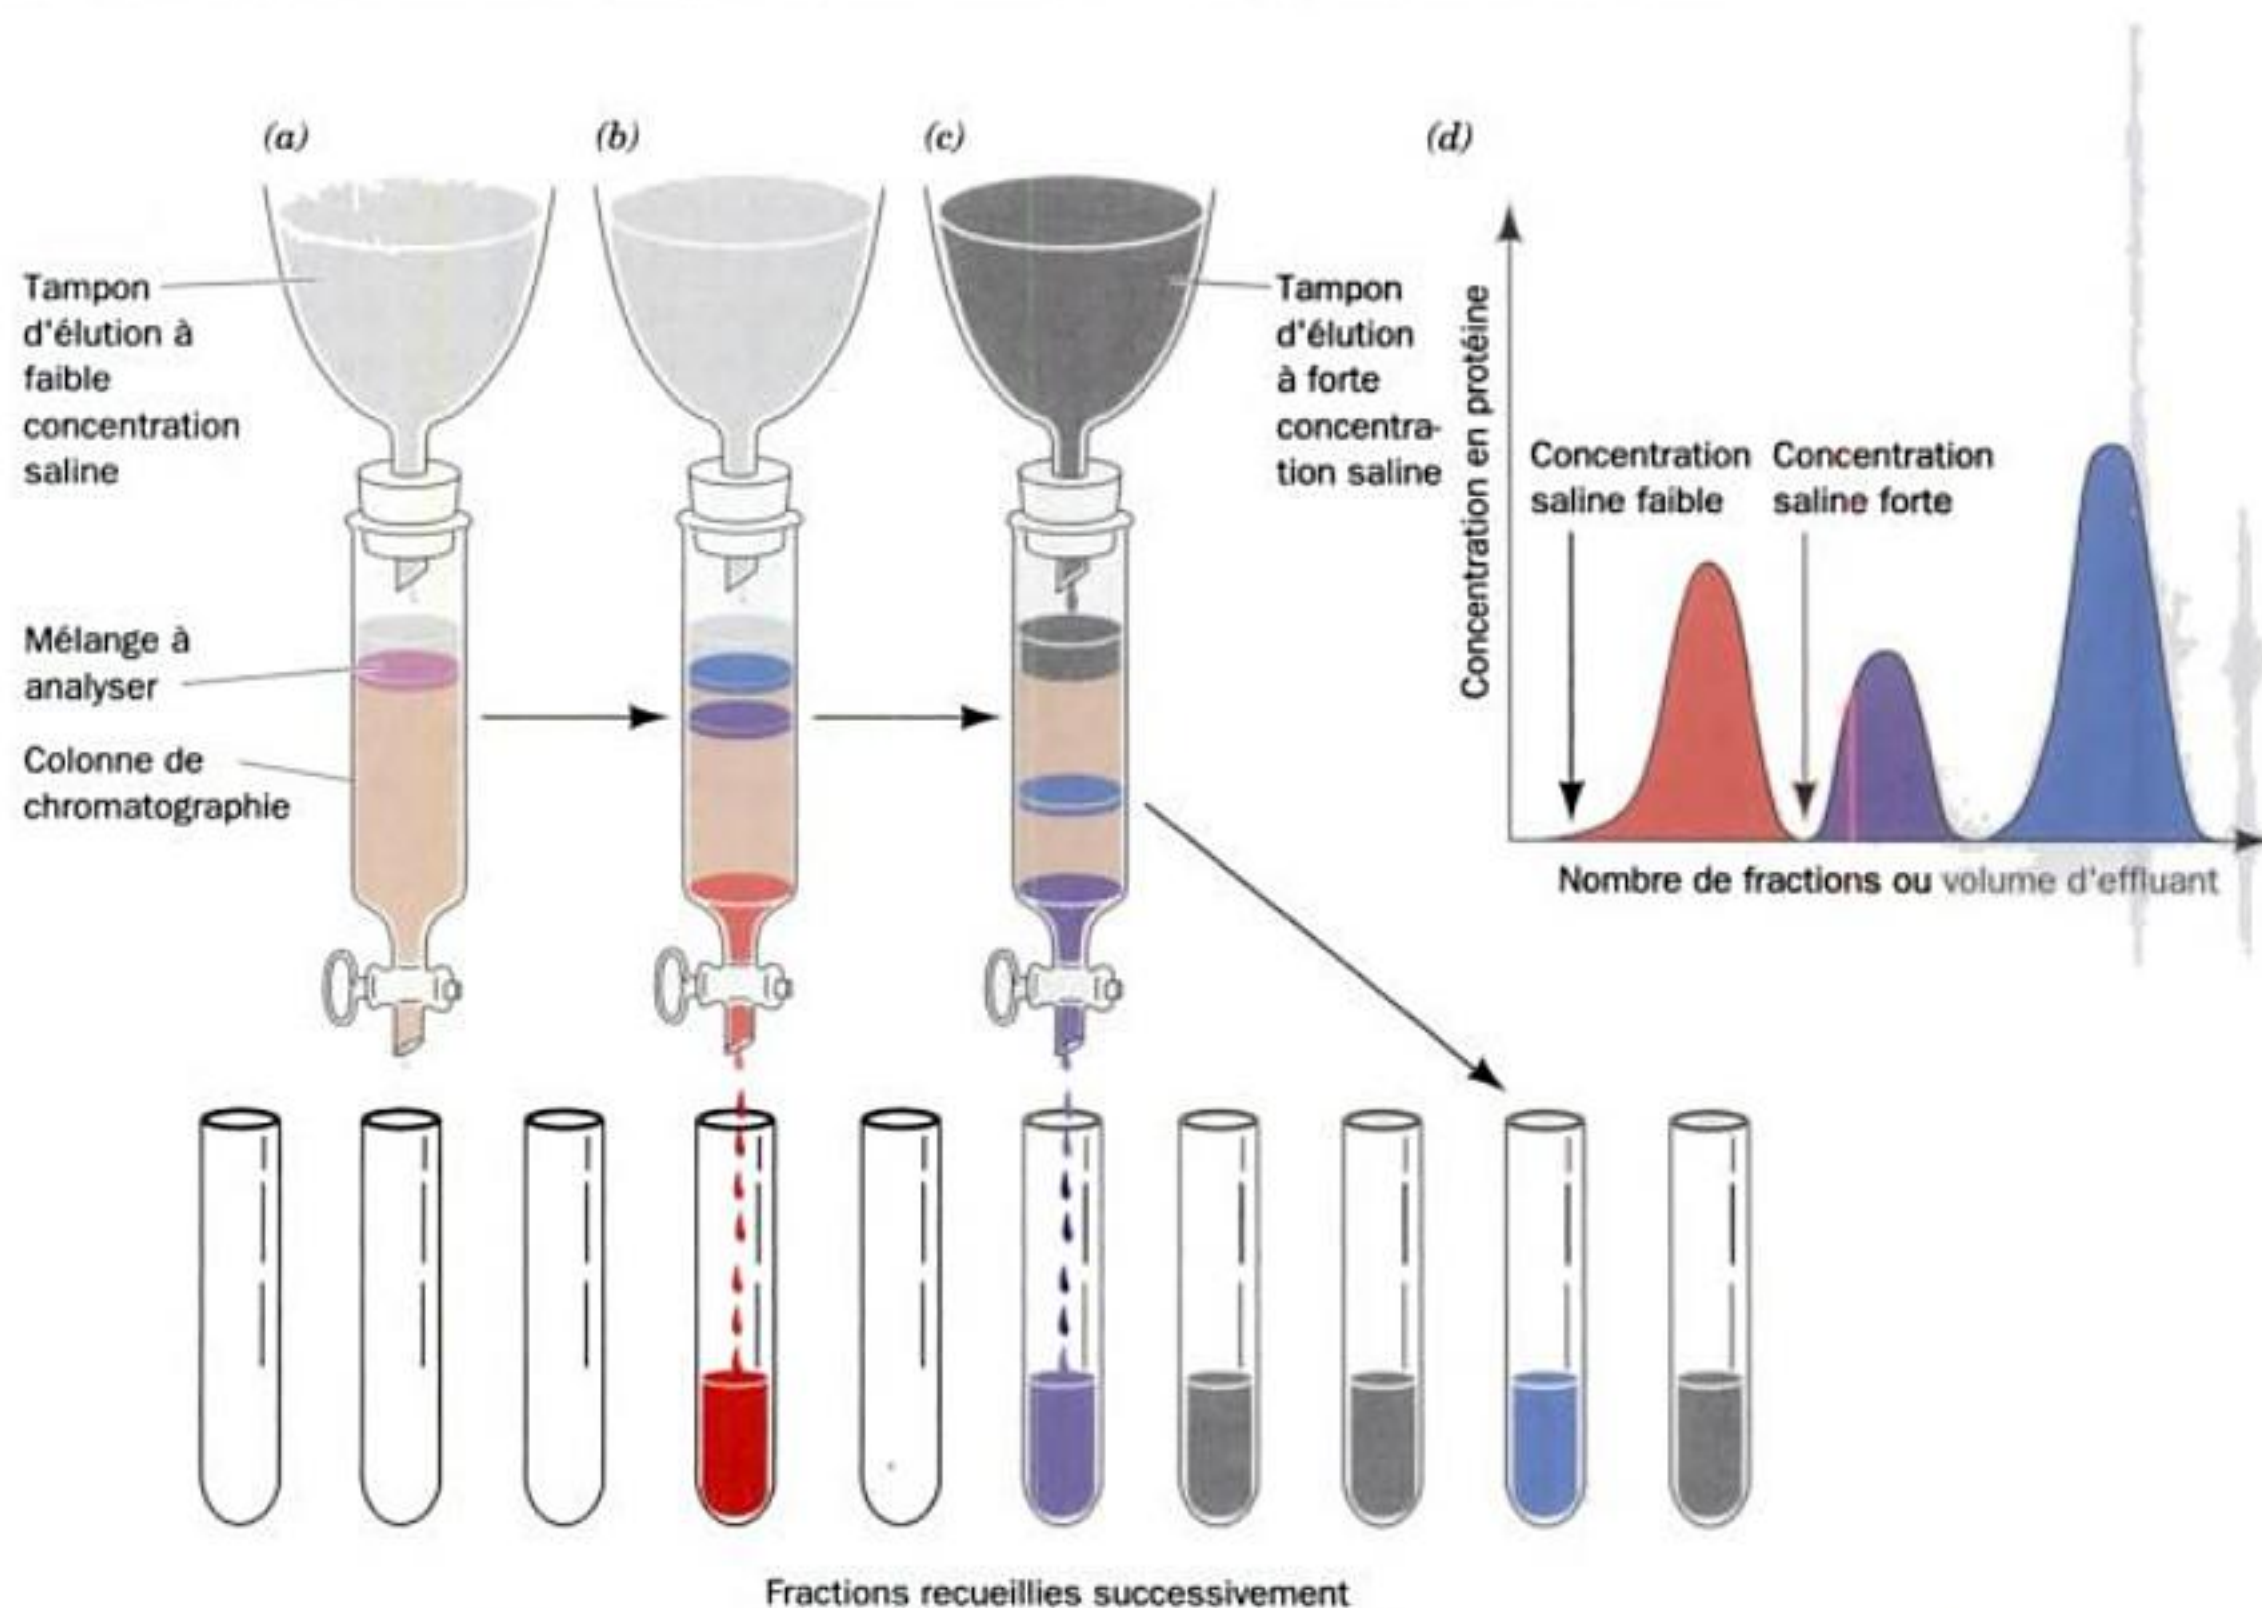 (a)
(b)
(c)
(d)
Tampon
d'élution à
faible
concentration
saline
Mélange à
analyser
Colonne de
chromatographie
Tampon
d'élution
à forte
concentra-
tion saline
Concentration en protéine
Concentration
saline faible
Concentration
saline forte
Nombre de fractions ou volume d'effluant
Fractions recueillies successivement